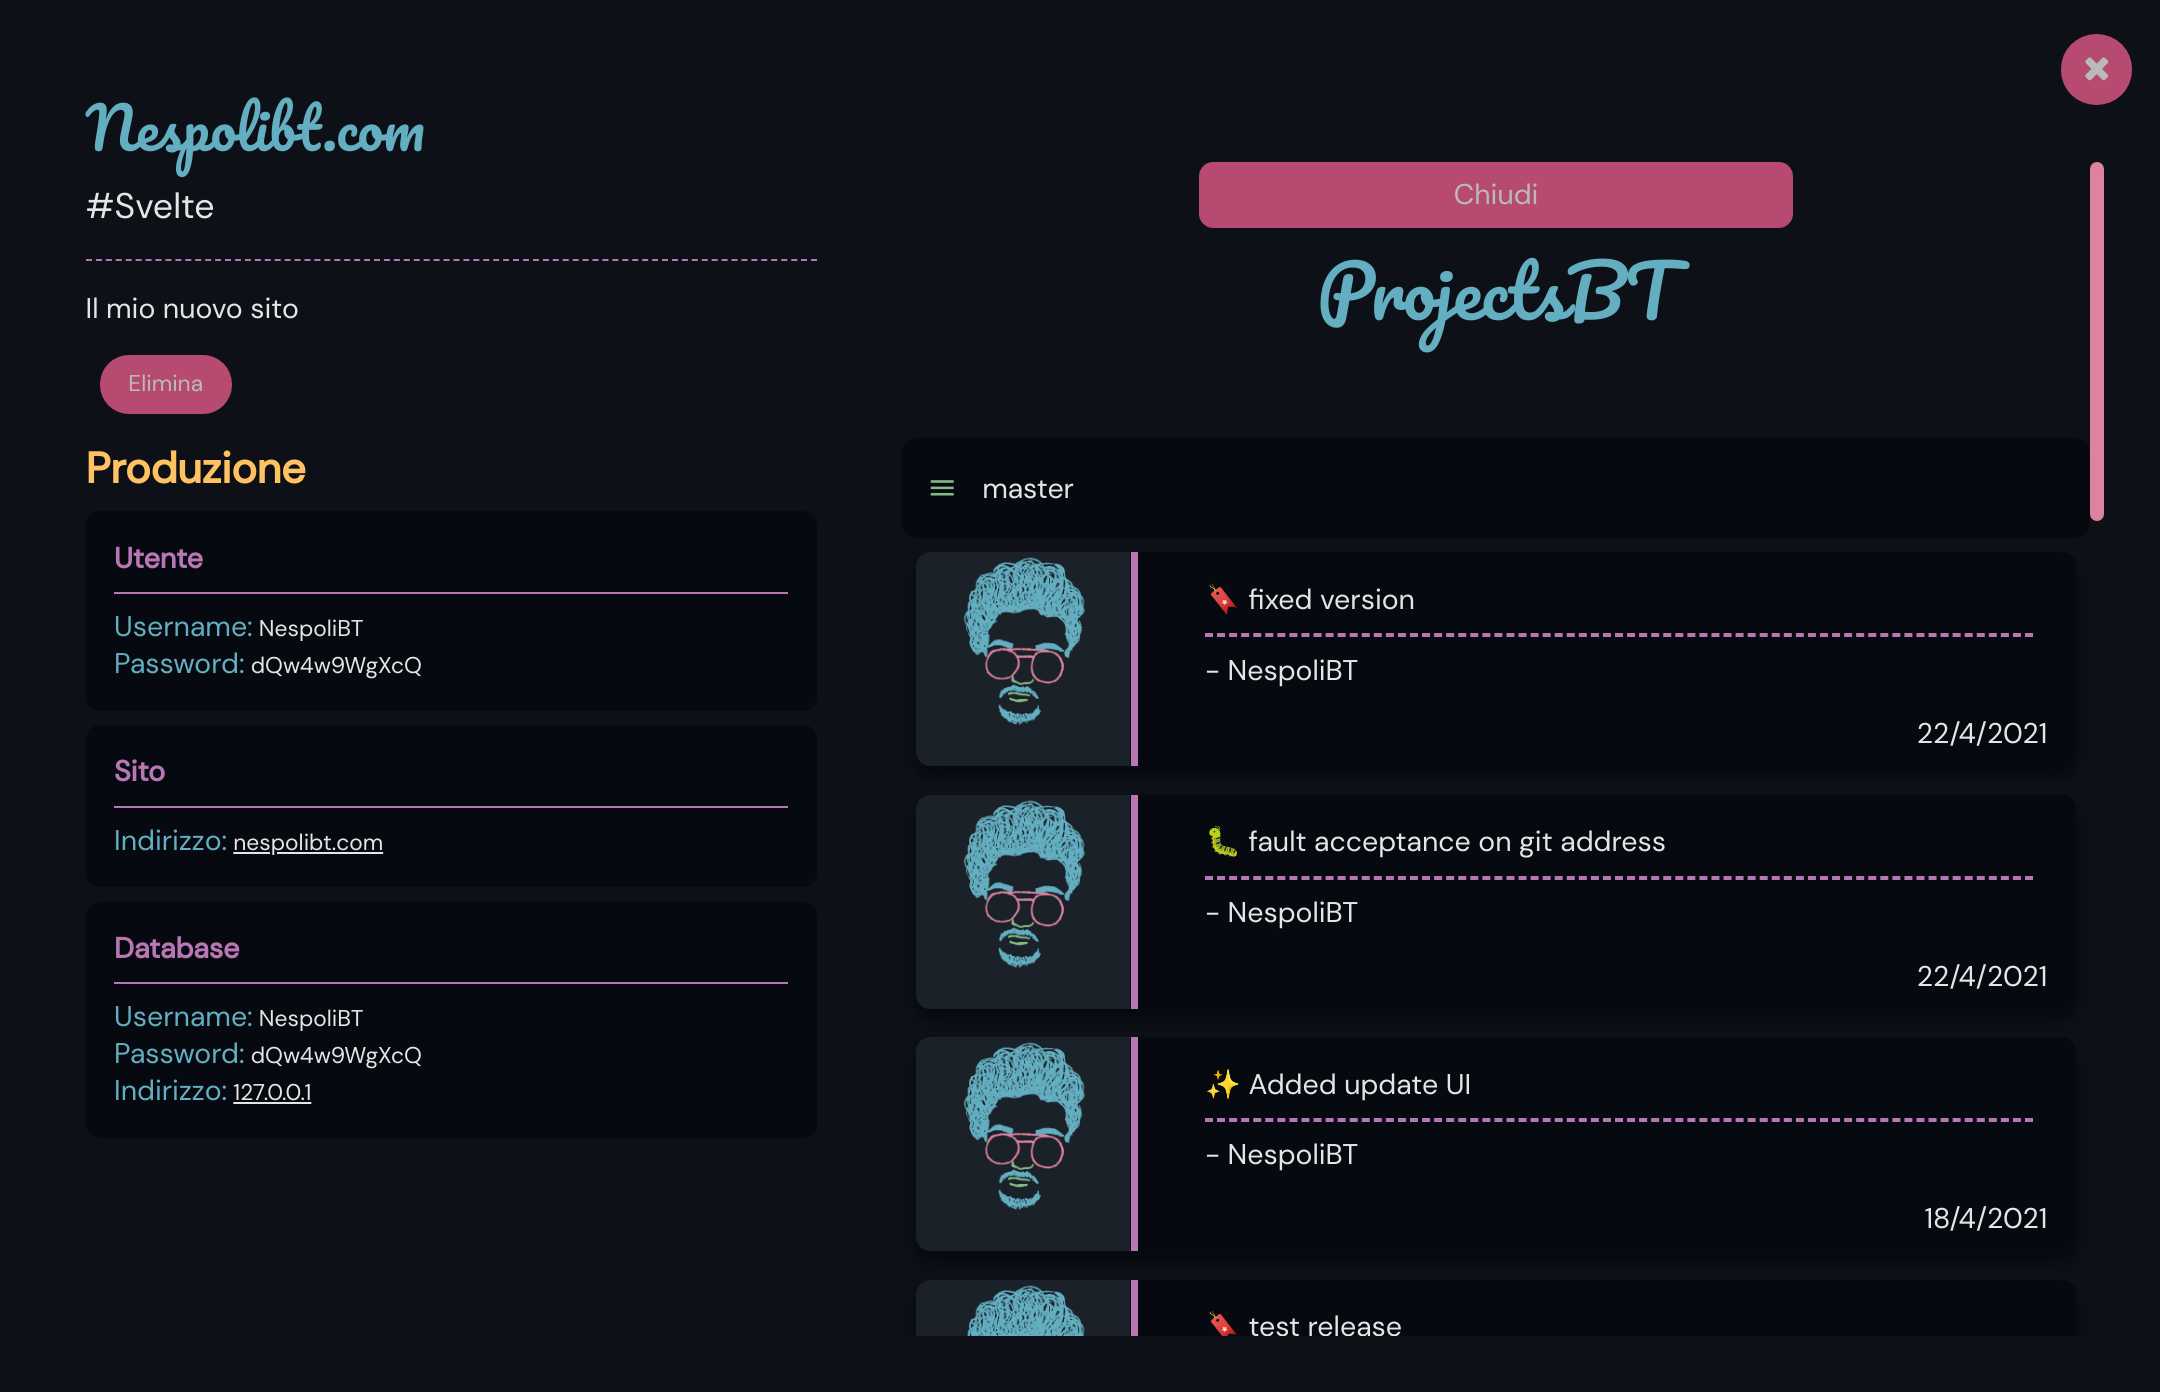 Nespolibt.com
#Svelte
Il mio nuovo sito
Elimina
Produzione
Utente
Username: NespoliBT
Password: dQw4w9WgXcQ
Sito
Indirizzo: nespolibt.com
Database
Username: NespoliBT
Password: dQw4w9WgXcQ
Indirizzo: 127.0.0.1
Chiudi
ProjectsBT
master
🔖 fixed version
- NespoliBT
22/4/2021
🐛 fault acceptance on git address
- NespoliBT
22/4/2021
✨ Added update UI
- NespoliBT
18/4/2021
🔖 test release